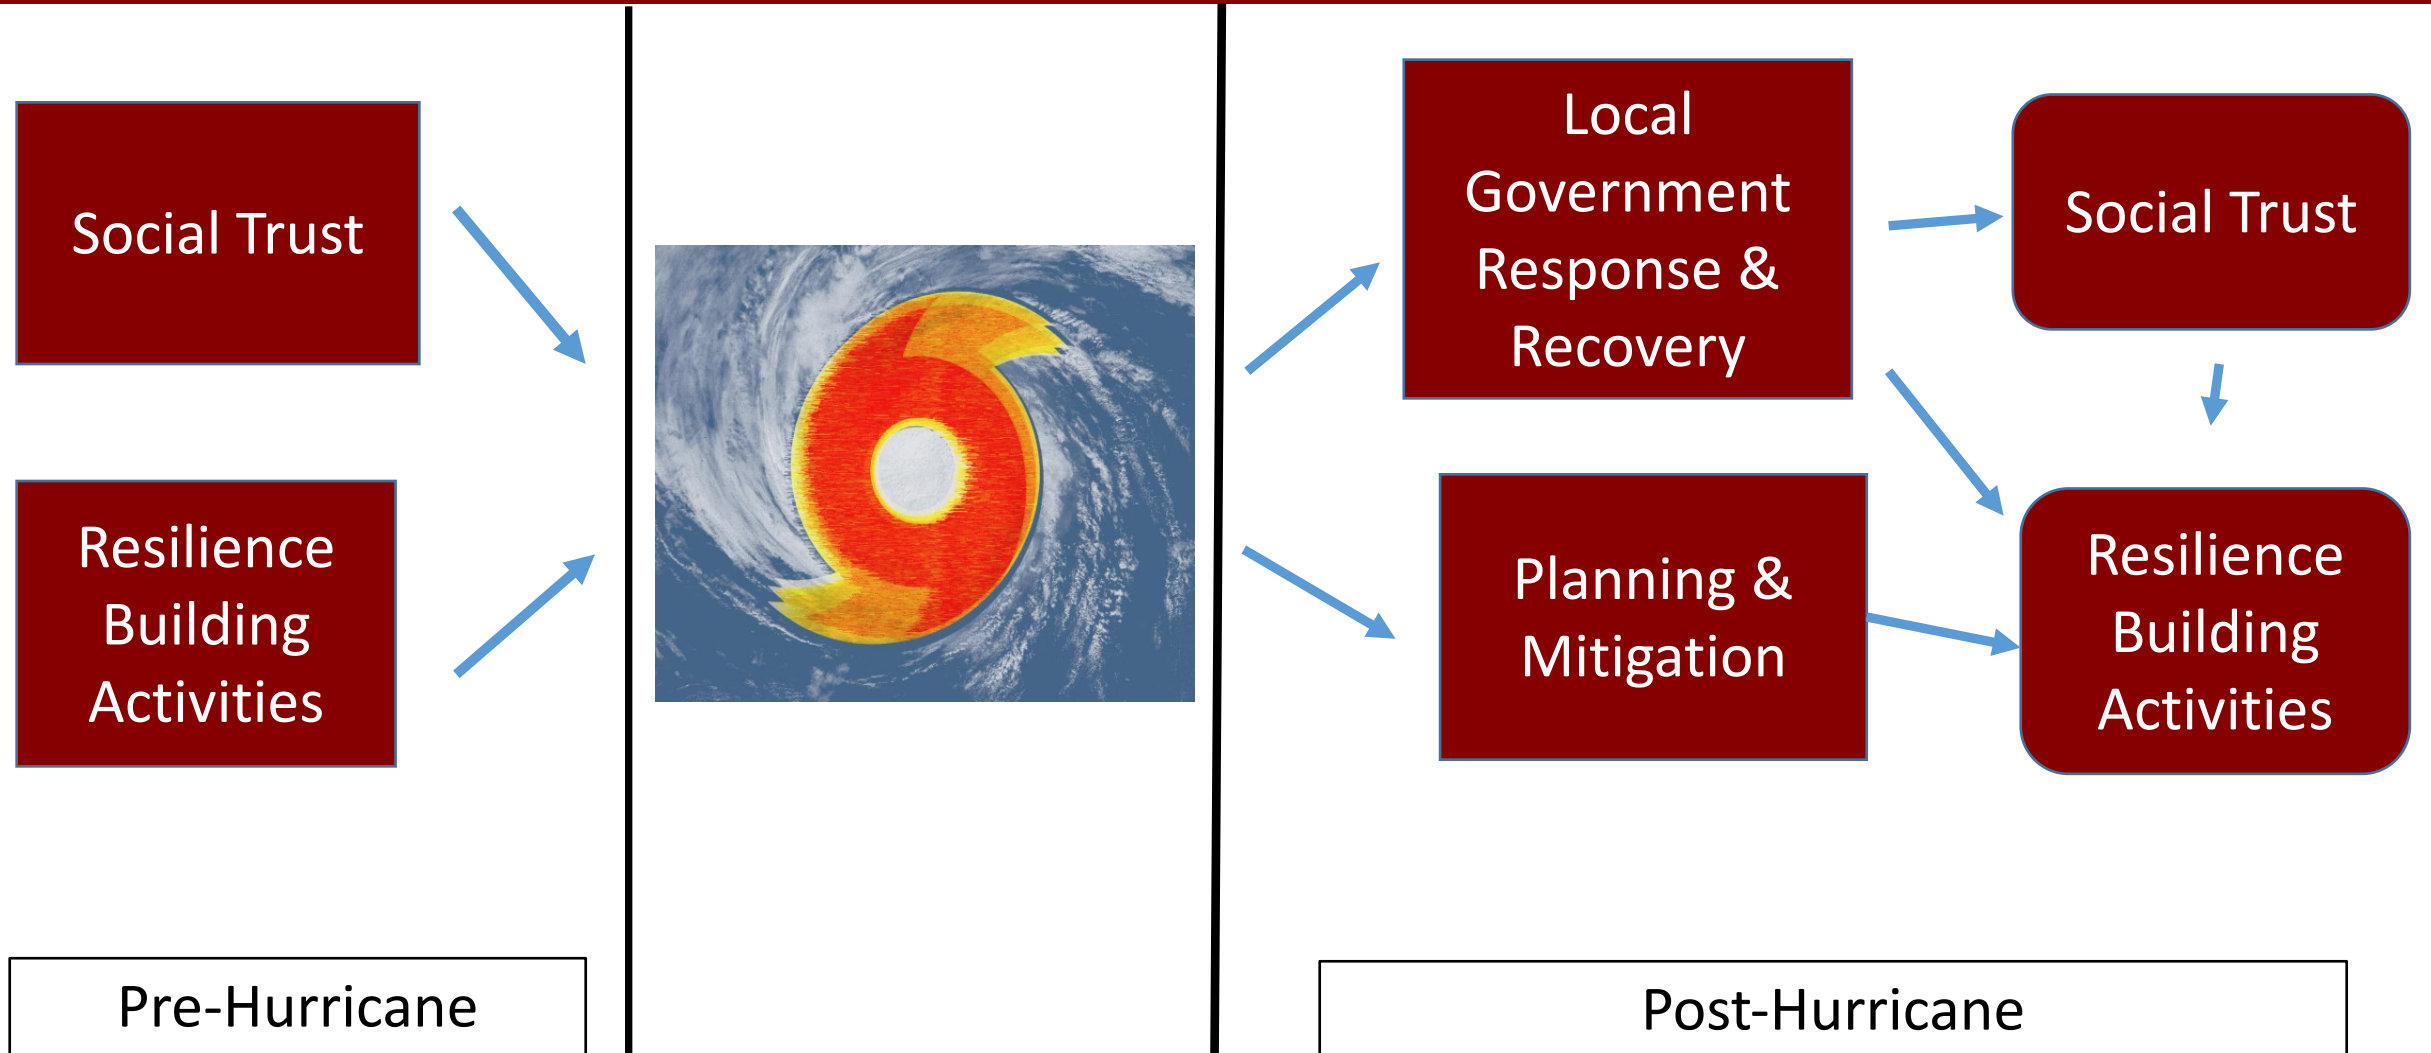 Social Trust
Resilience
Building
Activities
Pre-Hurricane
Local
Government
Response &
Recovery
Planning &
Mitigation
Social Trust
Resilience
Building
Activities
Post-Hurricane